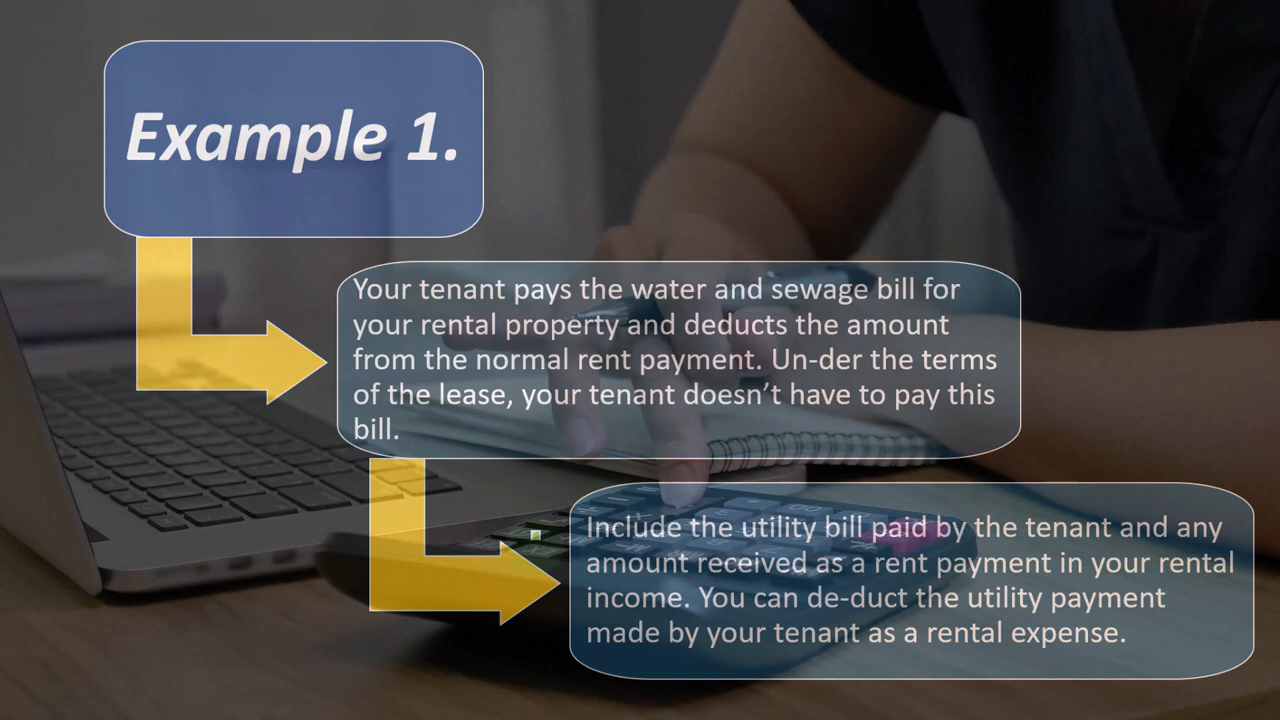 Example 1.
Your tenant pays the water and sewage bill for
your rental property and deducts the amount
from the normal rent payment. Un-der the terms
of the lease, your tenant doesn’t have to pay this
bill.
Include the utility bill paid by the tenant and any
amount received as a rent payment in your rental
income. You can de-duct the utility payment
made by your tenant as a rental expense.